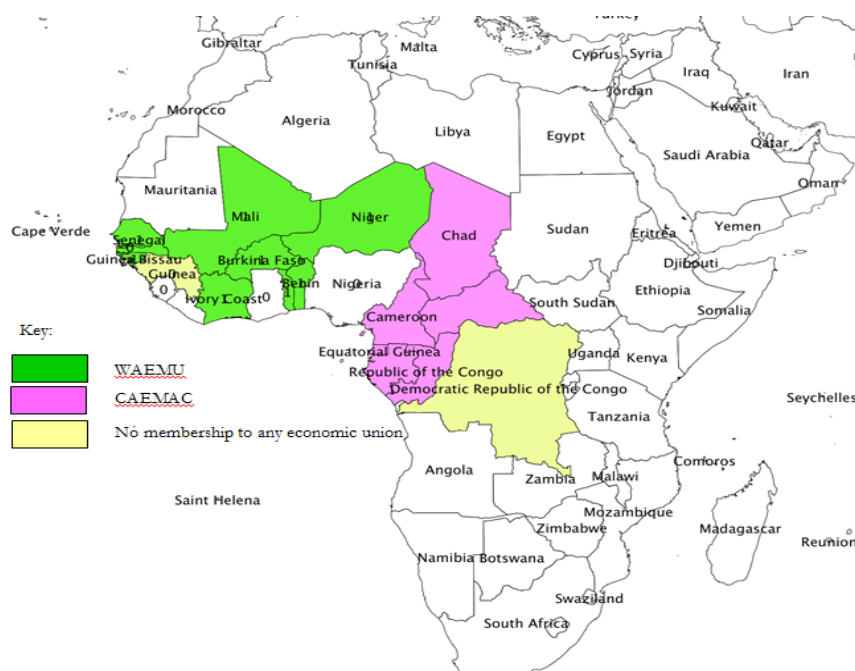 Turkey
Gibraltar
Malta
Tunisia
Cyprus
Syria
Iraq
Iran
Morocco
Jordan
Kuwait
Algeria
Libya
Egypt
Qatar
Saudi Arabia
Mauritania
Oman
Mali
Niger
Cape Verde
Senegal
Chad
Sudan
Eritrea
Yemen
Guinea Bissau
Burkina Faso
Djibouti
Guinea
Benin
Nigeria
0
0
Ivory Coast
0
South Sudan
Ethiopia
Somalia
Cameroon
Key:
Equatorial Guinea
Uganda
Kenya
WAEMU
Republic of the Congo
Democratic Republic of the Congo
CAEMAC
Seychelles
Tanzania
No membership to any economic union
Angola
Comoros
Zambia
Malawi
Saint Helena
Mozambique
Zimbabwe
Madagascar
Reunion
Namibia
Botswana
Swaziland
South Africa